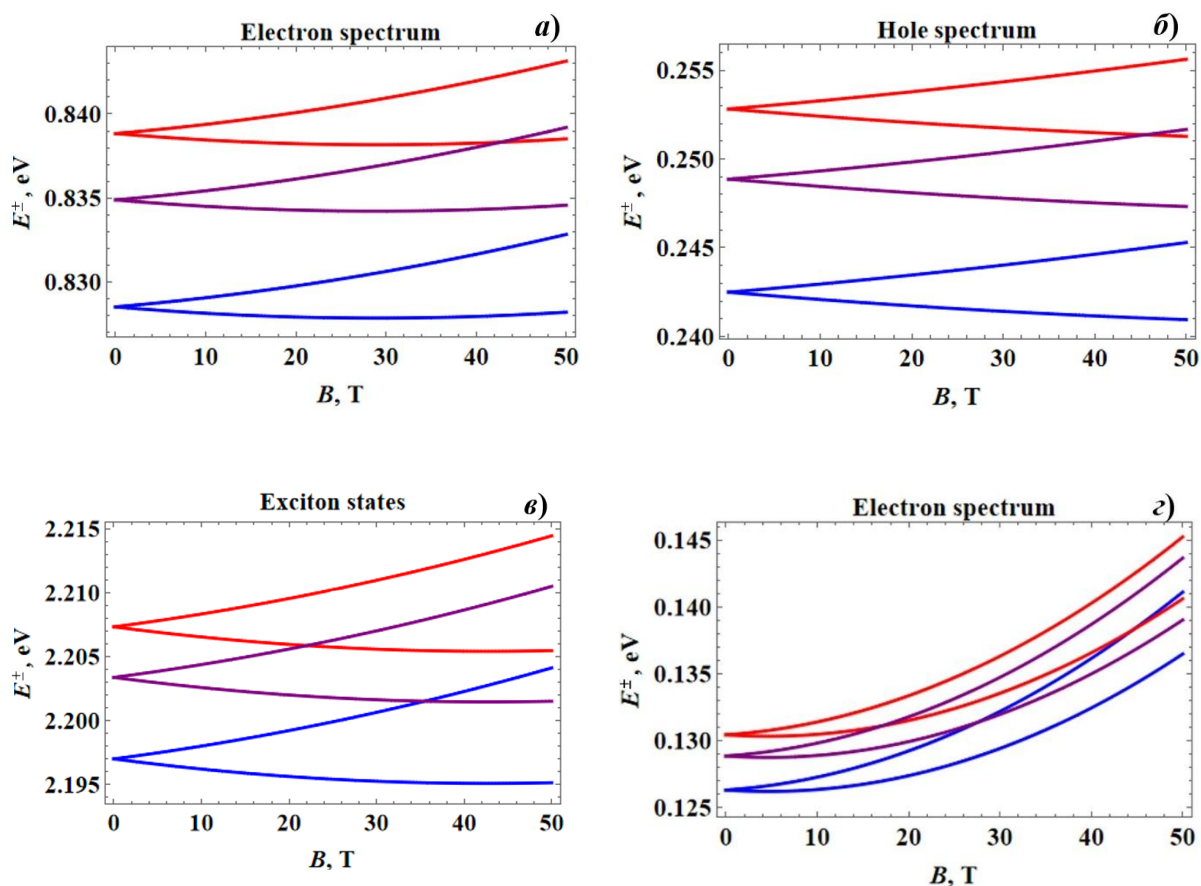 Electron spectrum
а)
0.840
0.835
0.830
E±, eV
0 10 20 30 40 50
B, T
Hole spectrum
б)
0.255
0.250
0.245
0.240
E±, eV
0 10 20 30 40 50
B, T
Exciton states
в)
2.215
2.210
2.205
2.200
2.195
E±, eV
0 10 20 30 40 50
B, T
Electron spectrum
г)
0.145
0.140
0.135
0.130
0.125
E±, eV
0 10 20 30 40 50
B, T